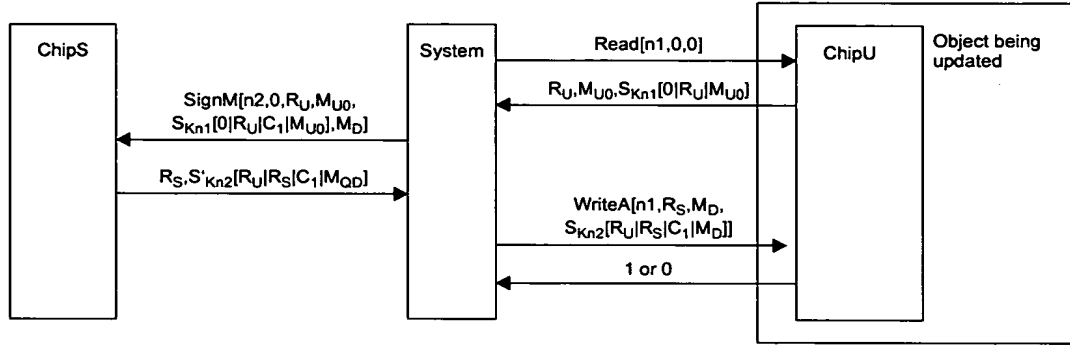 ChipS
System
ChipU
Object being
updated
Read[n1,0,0]
R_U,M_U0,S_Kn1[0|R_U|M_U0]
SignM[n2,0,R_U,M_U0,
S_Kn1[0|R_U|C_1|M_U0],M_D]
R_S,S‘_Kn2[R_U|R_S|C_1|M_QD]
WriteA[n1,R_S,M_D,
S_Kn2[R_U|R_S|C_1|M_D]]
1 or 0